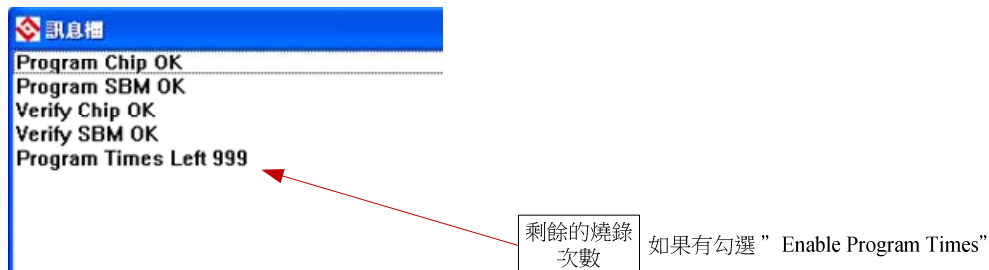 訊息欄
Program Chip OK
Program SBM OK
Verify Chip OK
Verify SBM OK
Program Times Left 999
剩餘的燒錄
次數
如果有勾選” Enable Program Times”